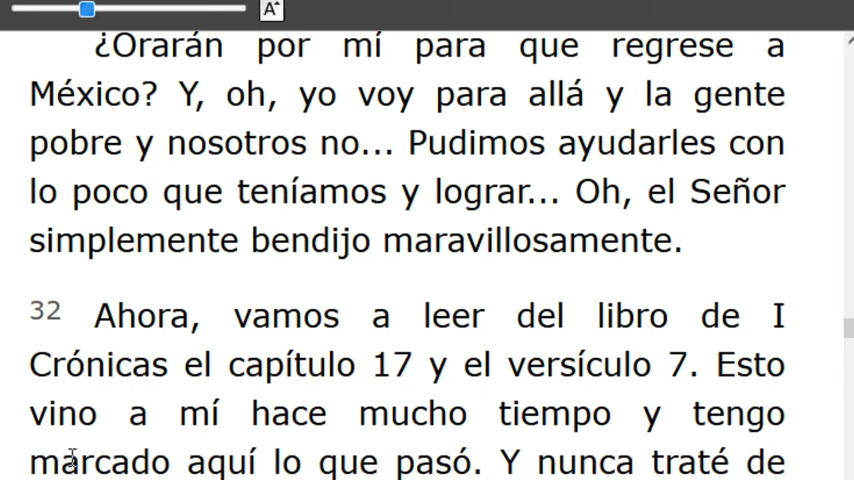 A
¿Orarán por mí para que regrese a
México? Y, oh, yo voy para allá y la gente
pobre y nosotros no... Pudimos ayudarles con
lo poco que teníamos y lograr... Oh, el Señor
simplemente bendijo maravillosamente.
32 Ahora, vamos a leer del libro de I
Crónicas el capítulo 17 y el versículo 7. Esto
vino a mí hace mucho tiempo y tengo
marcado aquí lo que pasó. Y nunca traté de